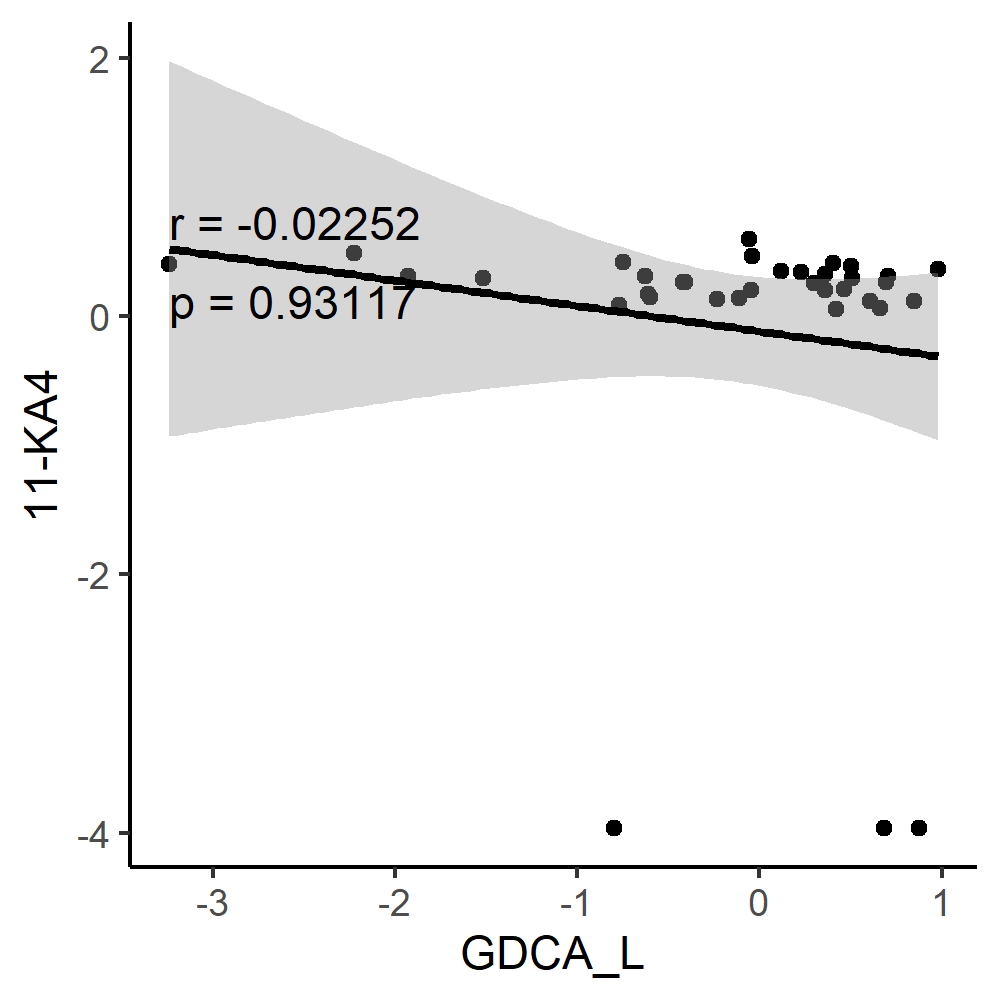 2
r = -0.02252
0
p = 0.93117
11-KA4
-2
-4
-3 -2 -1 0 1
GDCA_L